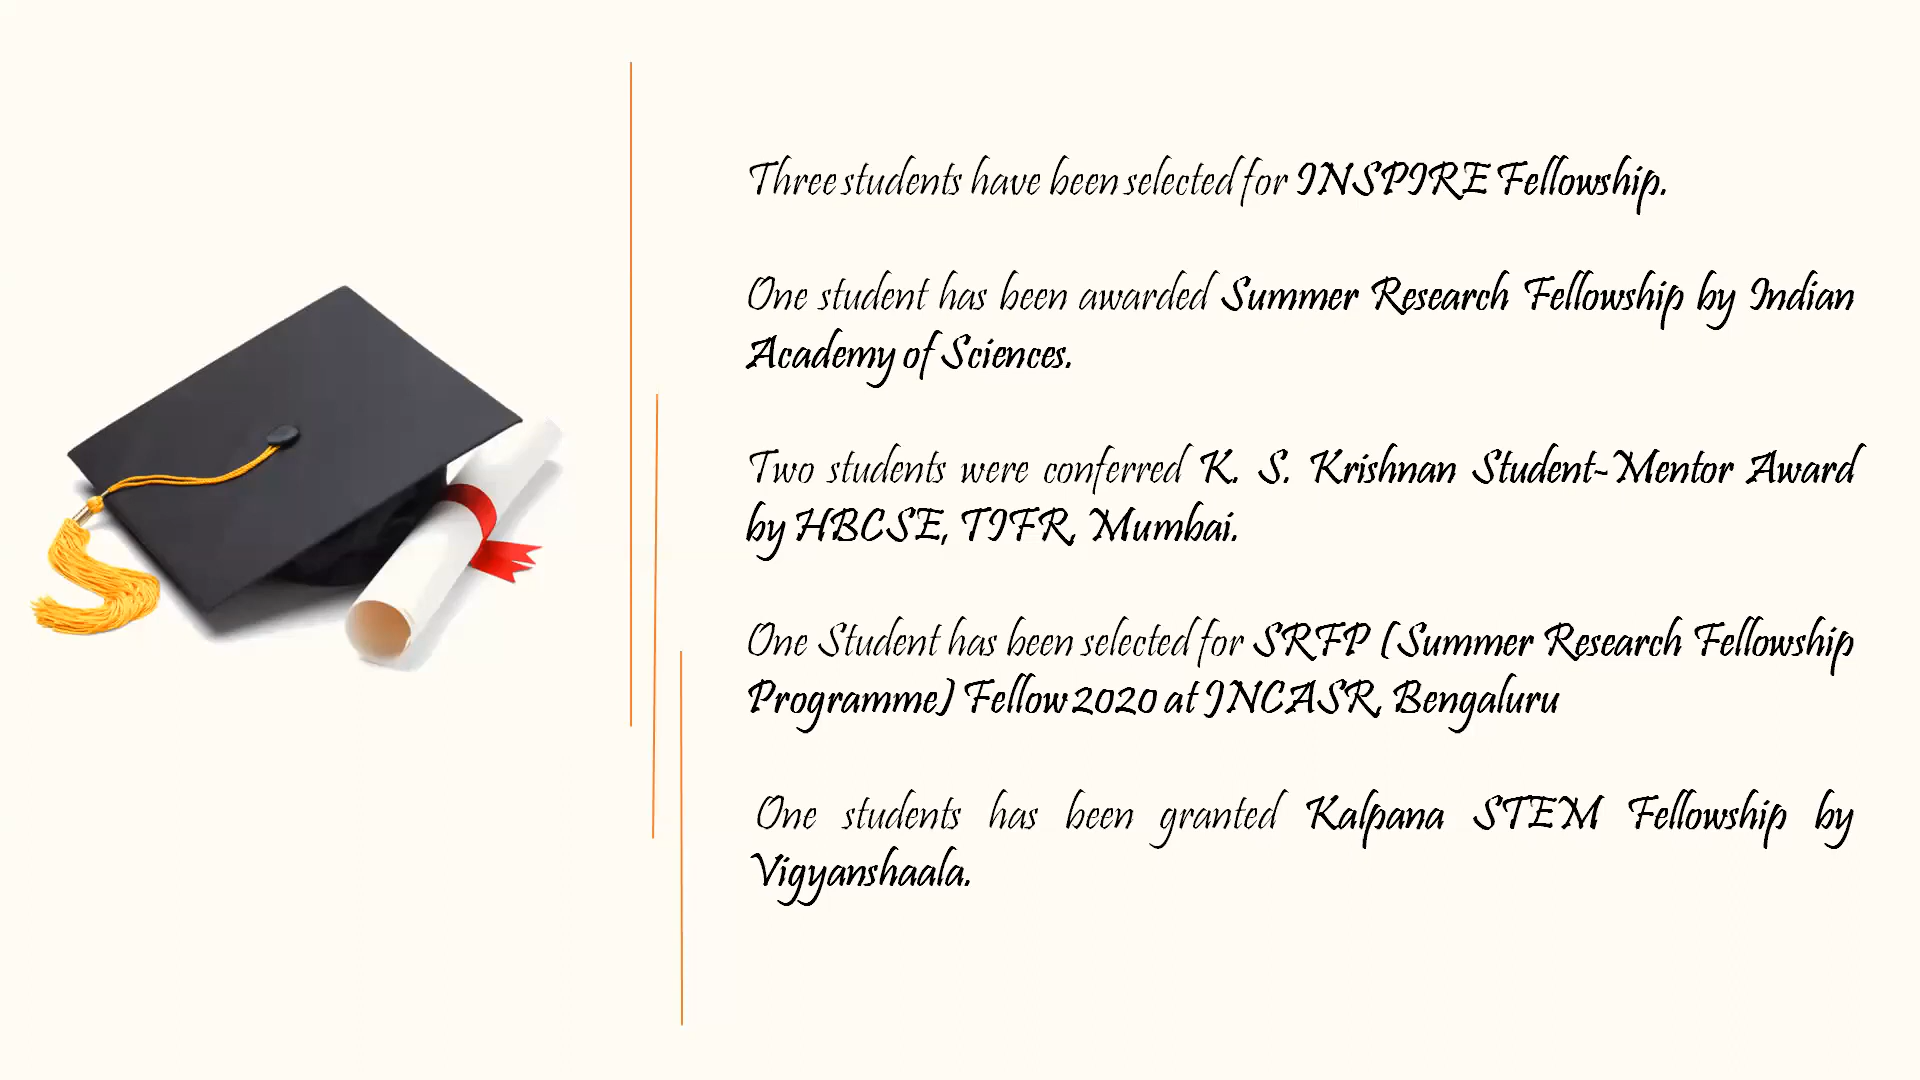 Three students have been selected for INSPIRE Fellowship.
One student has been awarded Summer Research Fellowship by Indian
Academy of Sciences.
Two students were conferred K. S. Krishnan Student-Mentor Award
by HBCSE, TIFR, Mumbai.
One Student has been selected for SRFP (Summer Research Fellowship
Programme) Fellow 2020 at JNCASR, Bengaluru
One students has been granted Kalpana STEM Fellowship by
Vigyanshaala.